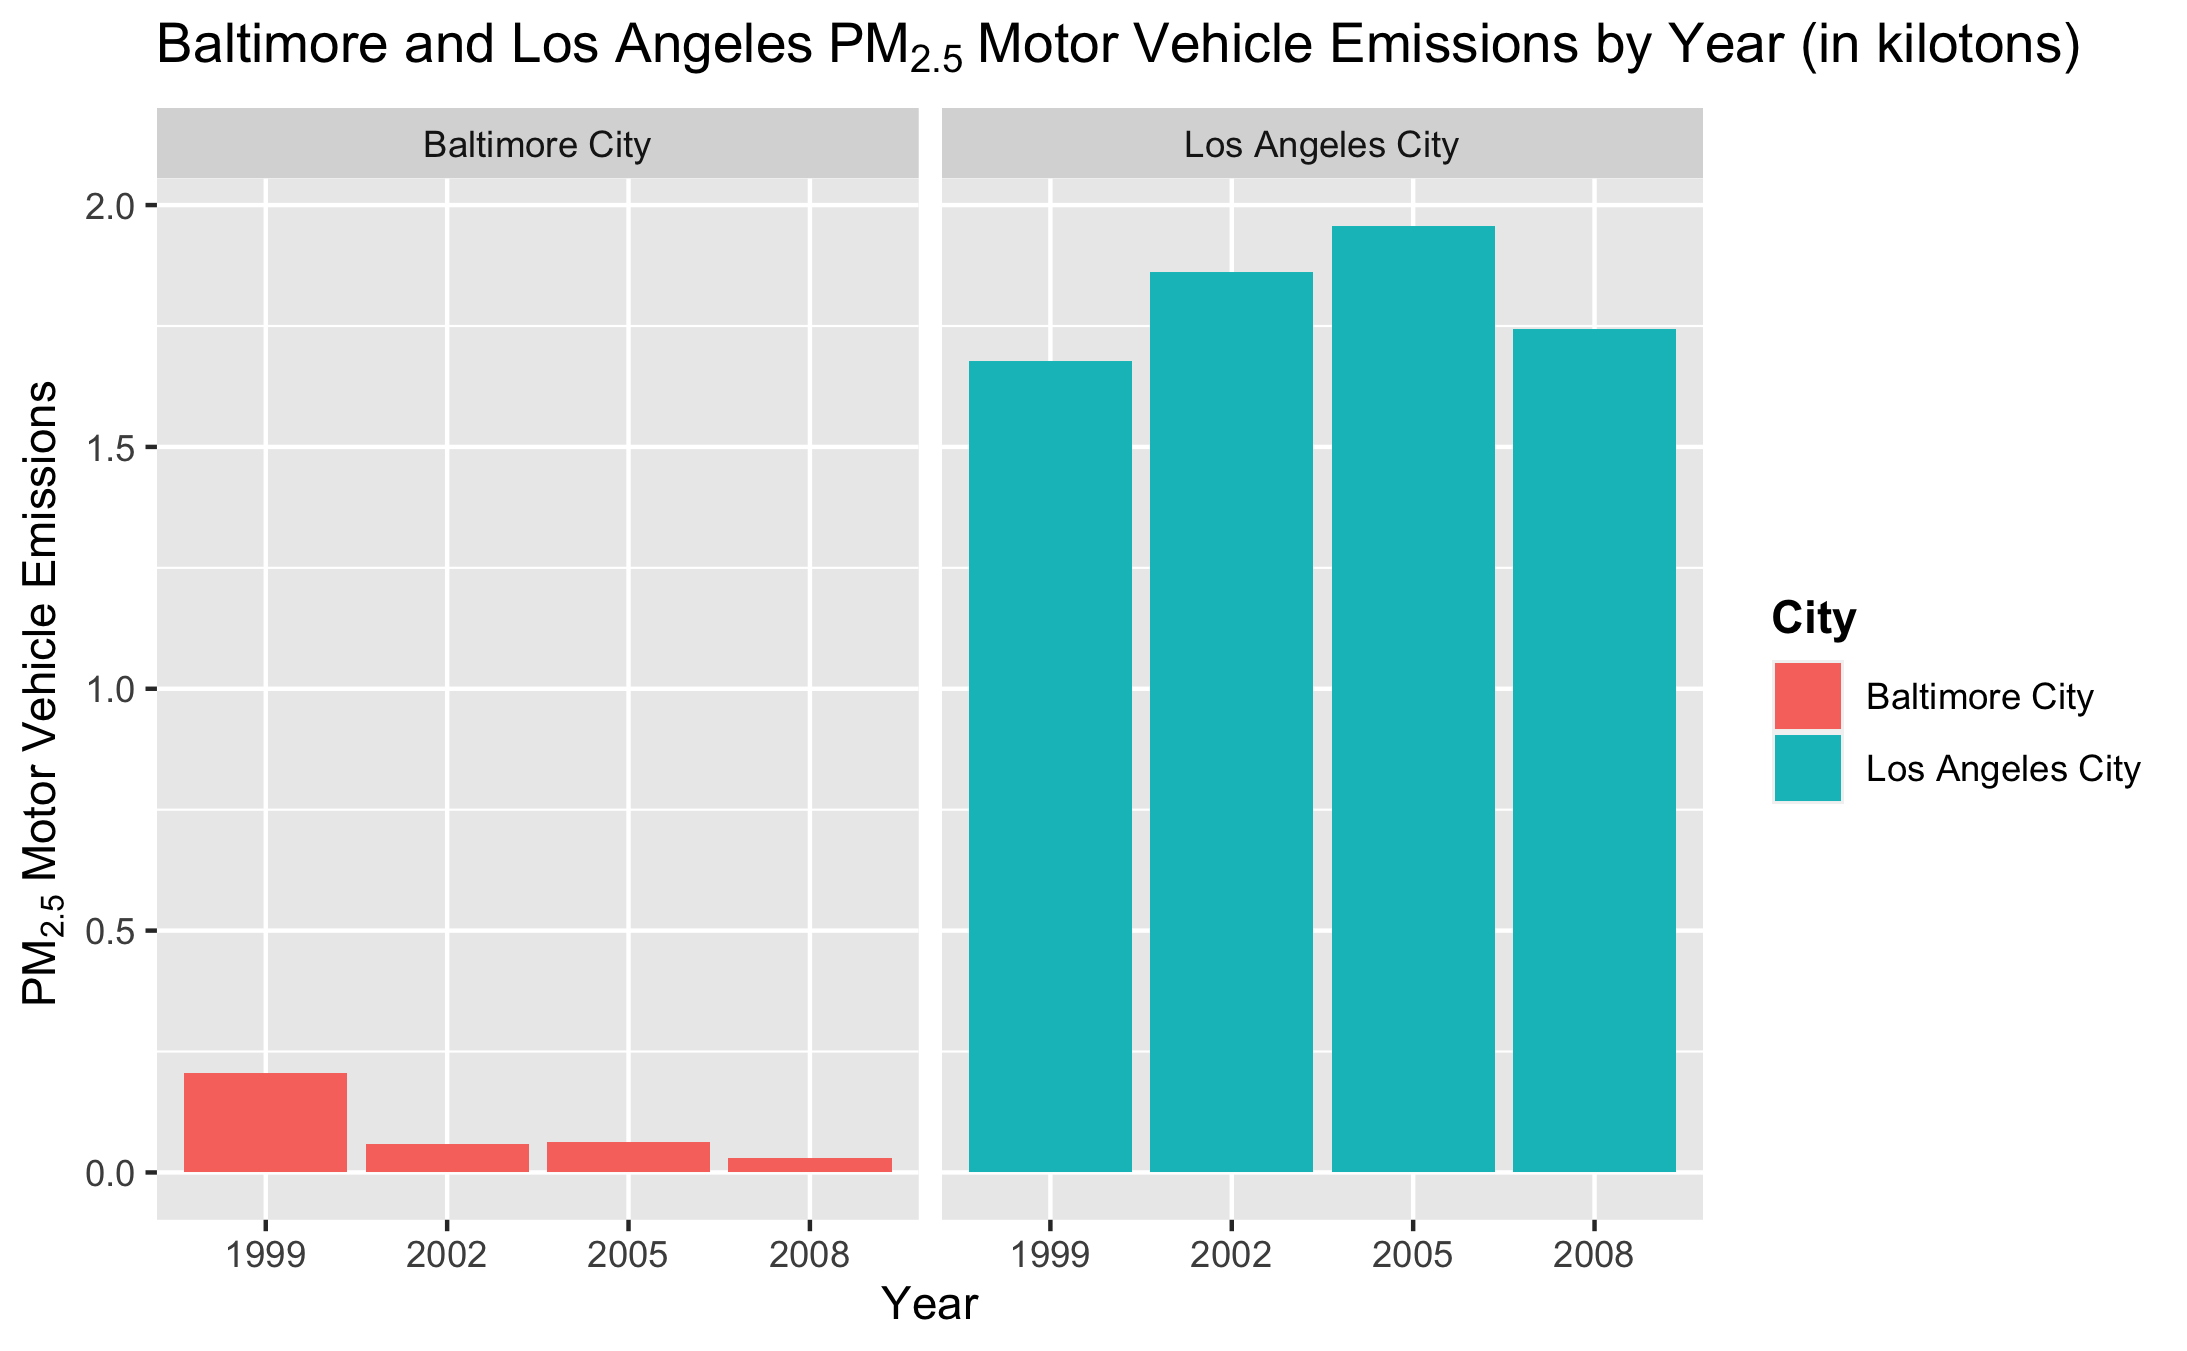 Baltimore and Los Angeles PM2.5 Motor Vehicle Emissions by Year (in kilotons)
Baltimore City
Los Angeles City
PM2.5 Motor Vehicle Emissions
2.0
1.5
1.0
0.5
0.0
1999 2002 2005 2008
1999 2002 2005 2008
Year
City
Baltimore City
Los Angeles City